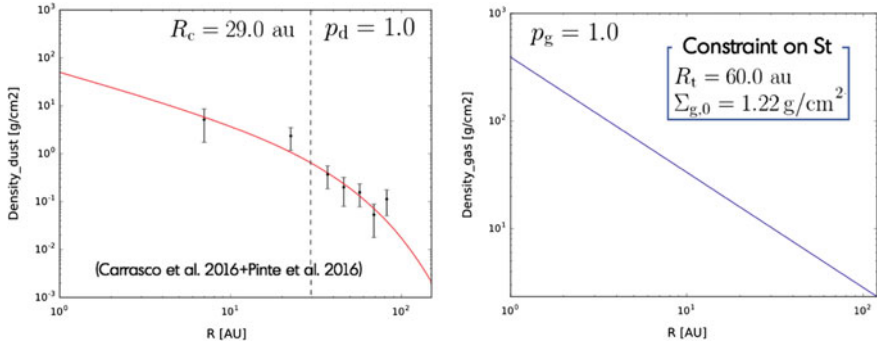 R_c = 29.0 au
p_d = 1.0
10^3
10^2
10^1
10^0
10^-1
10^-2
10^-3
Density_dust [g/cm2]
(Carrasco et al. 2016+Pinte et al. 2016)
10^0
10^1
10^2
R [AU]
p_g = 1.0
Constraint on St
R_t = 60.0 au
Σ_g,0 = 1.22 g/cm^2
10^3
10^2
10^1
Density_gas [g/cm2]
10^0
10^1
10^2
R [AU]